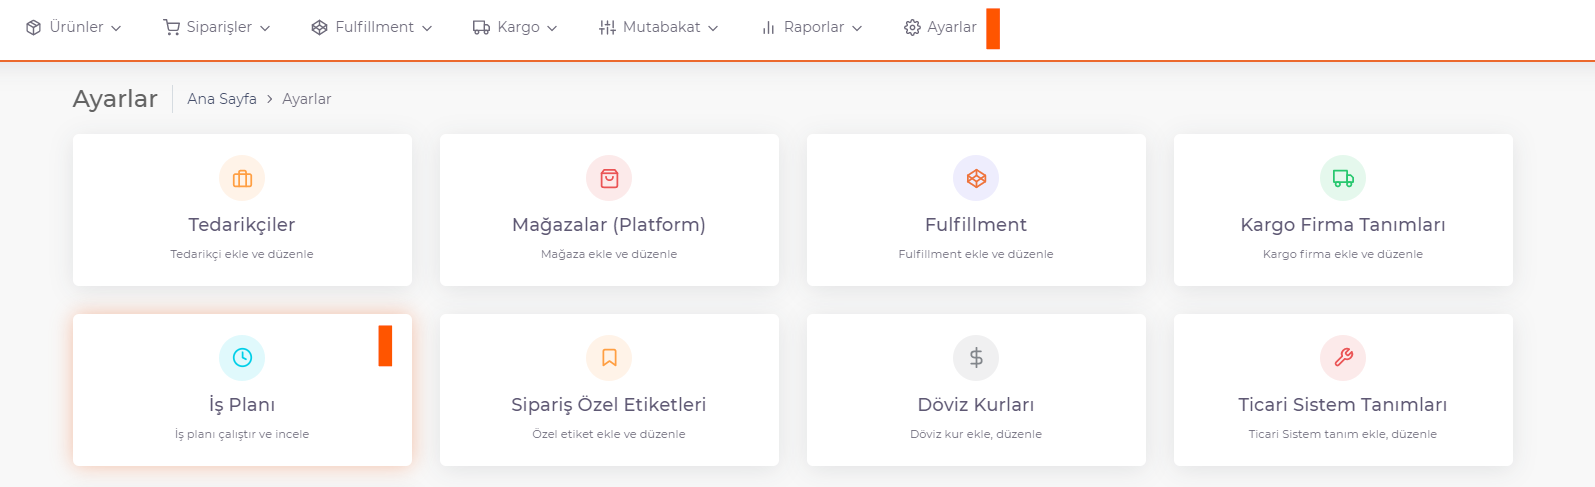 Ürünler Siparişler Fulfillment Kargo Mutabakat Raporlar Ayarlar
Ayarlar Ana Sayfa > Ayarlar
Tedarikçiler
Tedarikçi ekle ve düzenle
Mağazalar (Platform)
Mağaza ekle ve düzenle
Fulfillment
Fulfillment ekle ve düzenle
Kargo Firma Tanımları
Kargo firma ekle ve düzenle
İş Planı
İş planı çalıştır ve incele
Sipariş Özel Etiketleri
Özel etiket ekle ve düzenle
Döviz Kurları
Döviz kur ekle, düzenle
Ticari Sistem Tanımları
Ticari Sistem tanım ekle, düzenle